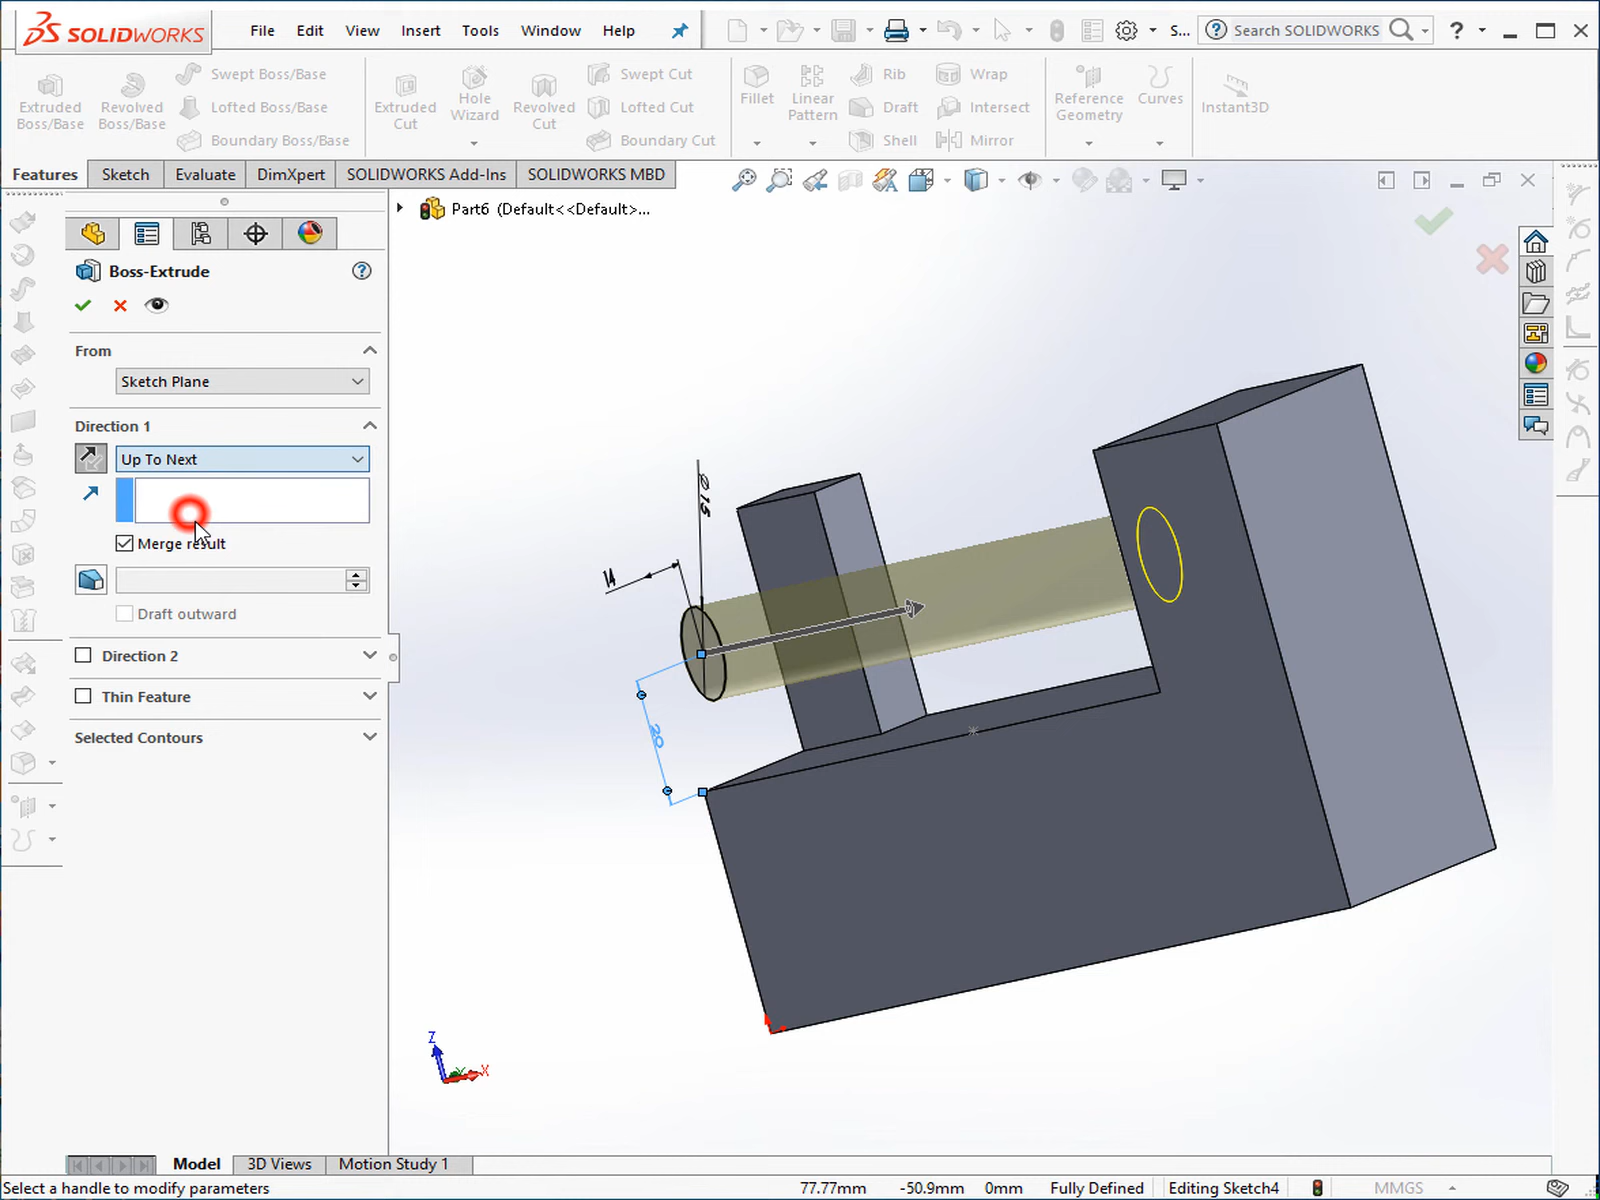 SOLIDWORKS
File Edit View Insert Tools Window Help
S...
Search SOLIDWORKS
Extruded Boss/Base
Revolved Boss/Base
Swept Boss/Base
Lofted Boss/Base
Boundary Boss/Base
Extruded Cut
Hole Wizard
Revolved Cut
Swept Cut
Lofted Cut
Boundary Cut
Fillet
Linear Pattern
Rib
Draft
Shell
Wrap
Intersect
Mirror
Reference Geometry
Curves
Instant3D
Features Sketch Evaluate DimXpert SOLIDWORKS Add-Ins SOLIDWORKS MBD
Part6 (Default<<Default>...
Boss-Extrude
From
Sketch Plane
Direction 1
Up To Next
Merge result
Draft outward
Direction 2
Thin Feature
Selected Contours
⌀15
14
20
Z
X
Model 3D Views Motion Study 1
Select a handle to modify parameters
77.77mm -50.9mm 0mm Fully Defined Editing Sketch4 MMGS